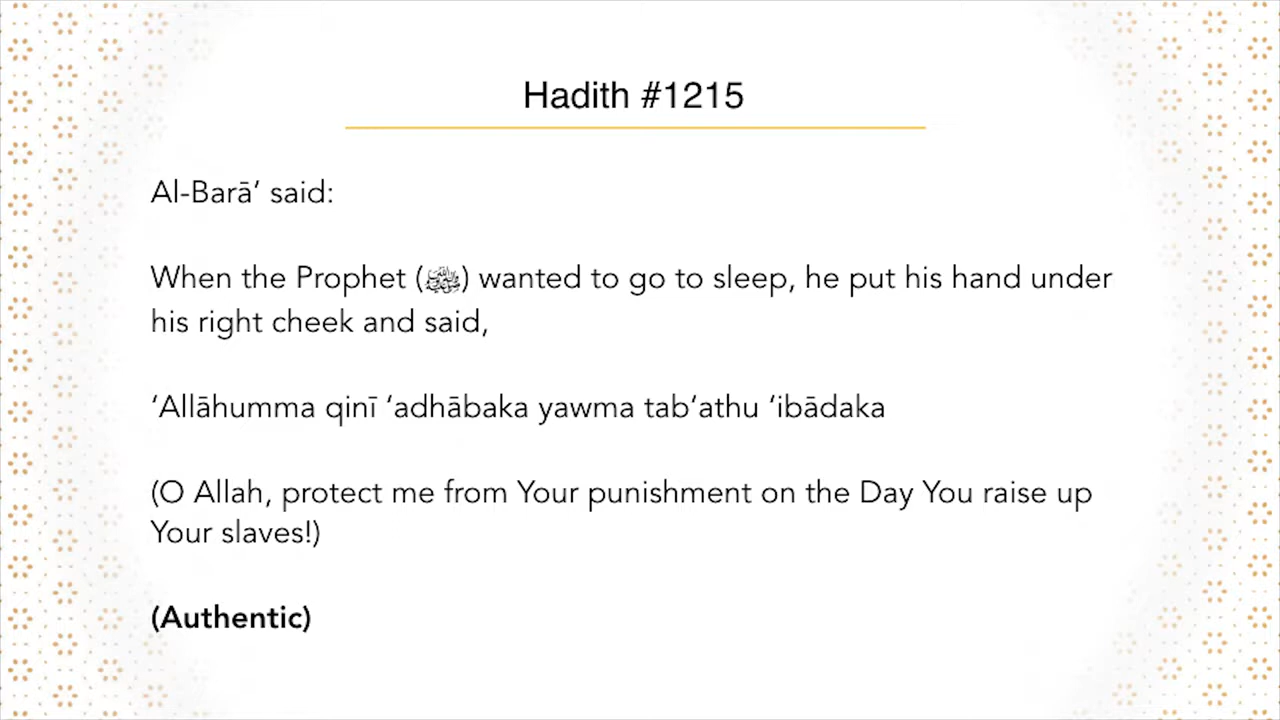 Hadith #1215
Al-Barā’ said:
When the Prophet (ﷺ) wanted to go to sleep, he put his hand under
his right cheek and said,
‘Allāhumma qinī ‘adhābaka yawma tab‘athu ‘ibādaka
(O Allah, protect me from Your punishment on the Day You raise up
Your slaves!)
(Authentic)